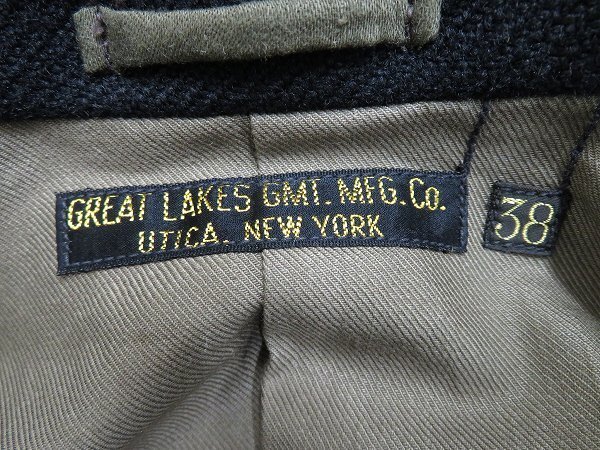 GREAT LAKES GMT. MFG. Co.
UTICA, NEW YORK
38